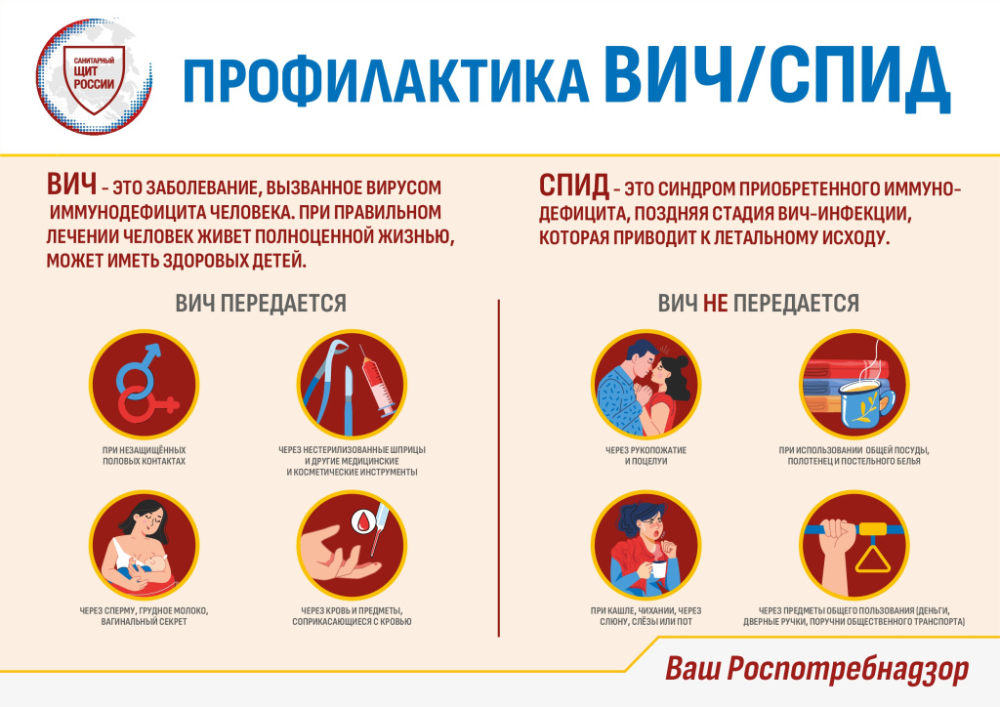 САНИТАРНЫЙ
ЩИТ
РОССИИ
ПРОФИЛАКТИКА ВИЧ/СПИД
ВИЧ - ЭТО ЗАБОЛЕВАНИЕ, ВЫЗВАННОЕ ВИРУСОМ
ИММУНОДЕФИЦИТА ЧЕЛОВЕКА. ПРИ ПРАВИЛЬНОМ
ЛЕЧЕНИИ ЧЕЛОВЕК ЖИВЕТ ПОЛНОЦЕННОЙ ЖИЗНЬЮ,
МОЖЕТ ИМЕТЬ ЗДОРОВЫХ ДЕТЕЙ.
СПИД - ЭТО СИНДРОМ ПРИОБРЕТЕННОГО ИММУНО-
ДЕФИЦИТА, ПОЗДНЯЯ СТАДИЯ ВИЧ-ИНФЕКЦИИ,
КОТОРАЯ ПРИВОДИТ К ЛЕТАЛЬНОМУ ИСХОДУ.
ВИЧ ПЕРЕДАЕТСЯ
ПРИ НЕЗАЩИЩЁННЫХ
ПОЛОВЫХ КОНТАКТАХ
ЧЕРЕЗ НЕСТЕРИЛИЗОВАННЫЕ ШПРИЦЫ
И ДРУГИЕ МЕДИЦИНСКИЕ
И КОСМЕТИЧЕСКИЕ ИНСТРУМЕНТЫ
ЧЕРЕЗ СПЕРМУ, ГРУДНОЕ МОЛОКО,
ВАГИНАЛЬНЫЙ СЕКРЕТ
ЧЕРЕЗ КРОВЬ И ПРЕДМЕТЫ,
СОПРИКАСАЮЩИЕСЯ С КРОВЬЮ
ВИЧ НЕ ПЕРЕДАЕТСЯ
ЧЕРЕЗ РУКОПОЖАТИЕ
И ПОЦЕЛУИ
ПРИ ИСПОЛЬЗОВАНИИ ОБЩЕЙ ПОСУДЫ,
ПОЛОТЕНЕЦ И ПОСТЕЛЬНОГО БЕЛЬЯ
ПРИ КАШЛЕ, ЧИХАНИИ, ЧЕРЕЗ
СЛЮНУ, СЛЁЗЫ ИЛИ ПОТ
ЧЕРЕЗ ПРЕДМЕТЫ ОБЩЕГО ПОЛЬЗОВАНИЯ (ДЕНЬГИ,
ДВЕРНЫЕ РУЧКИ, ПОРУЧНИ ОБЩЕСТВЕННОГО ТРАНСПОРТА)
Ваш Роспотребнадзор